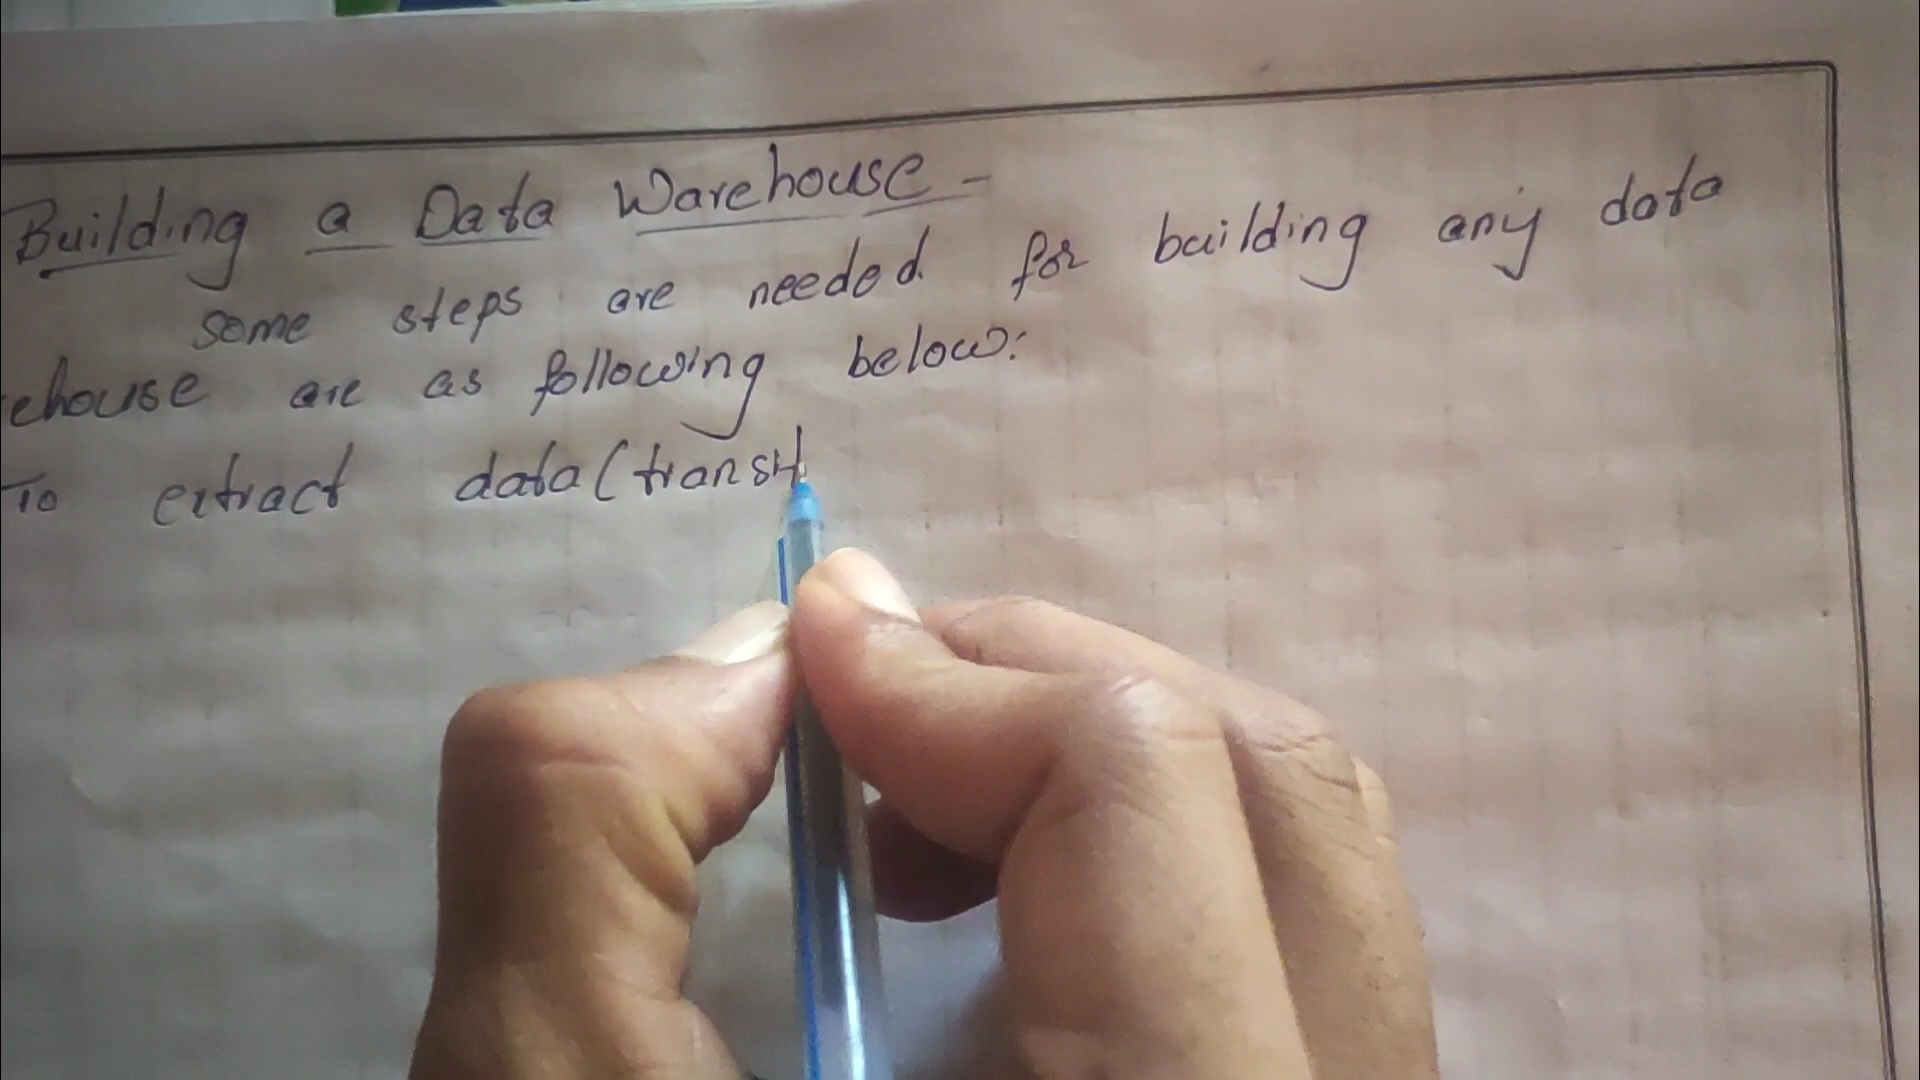 Building a Data Warehouse -
some steps are needed for building any data
ehouse are as following below:
To extract data (trans